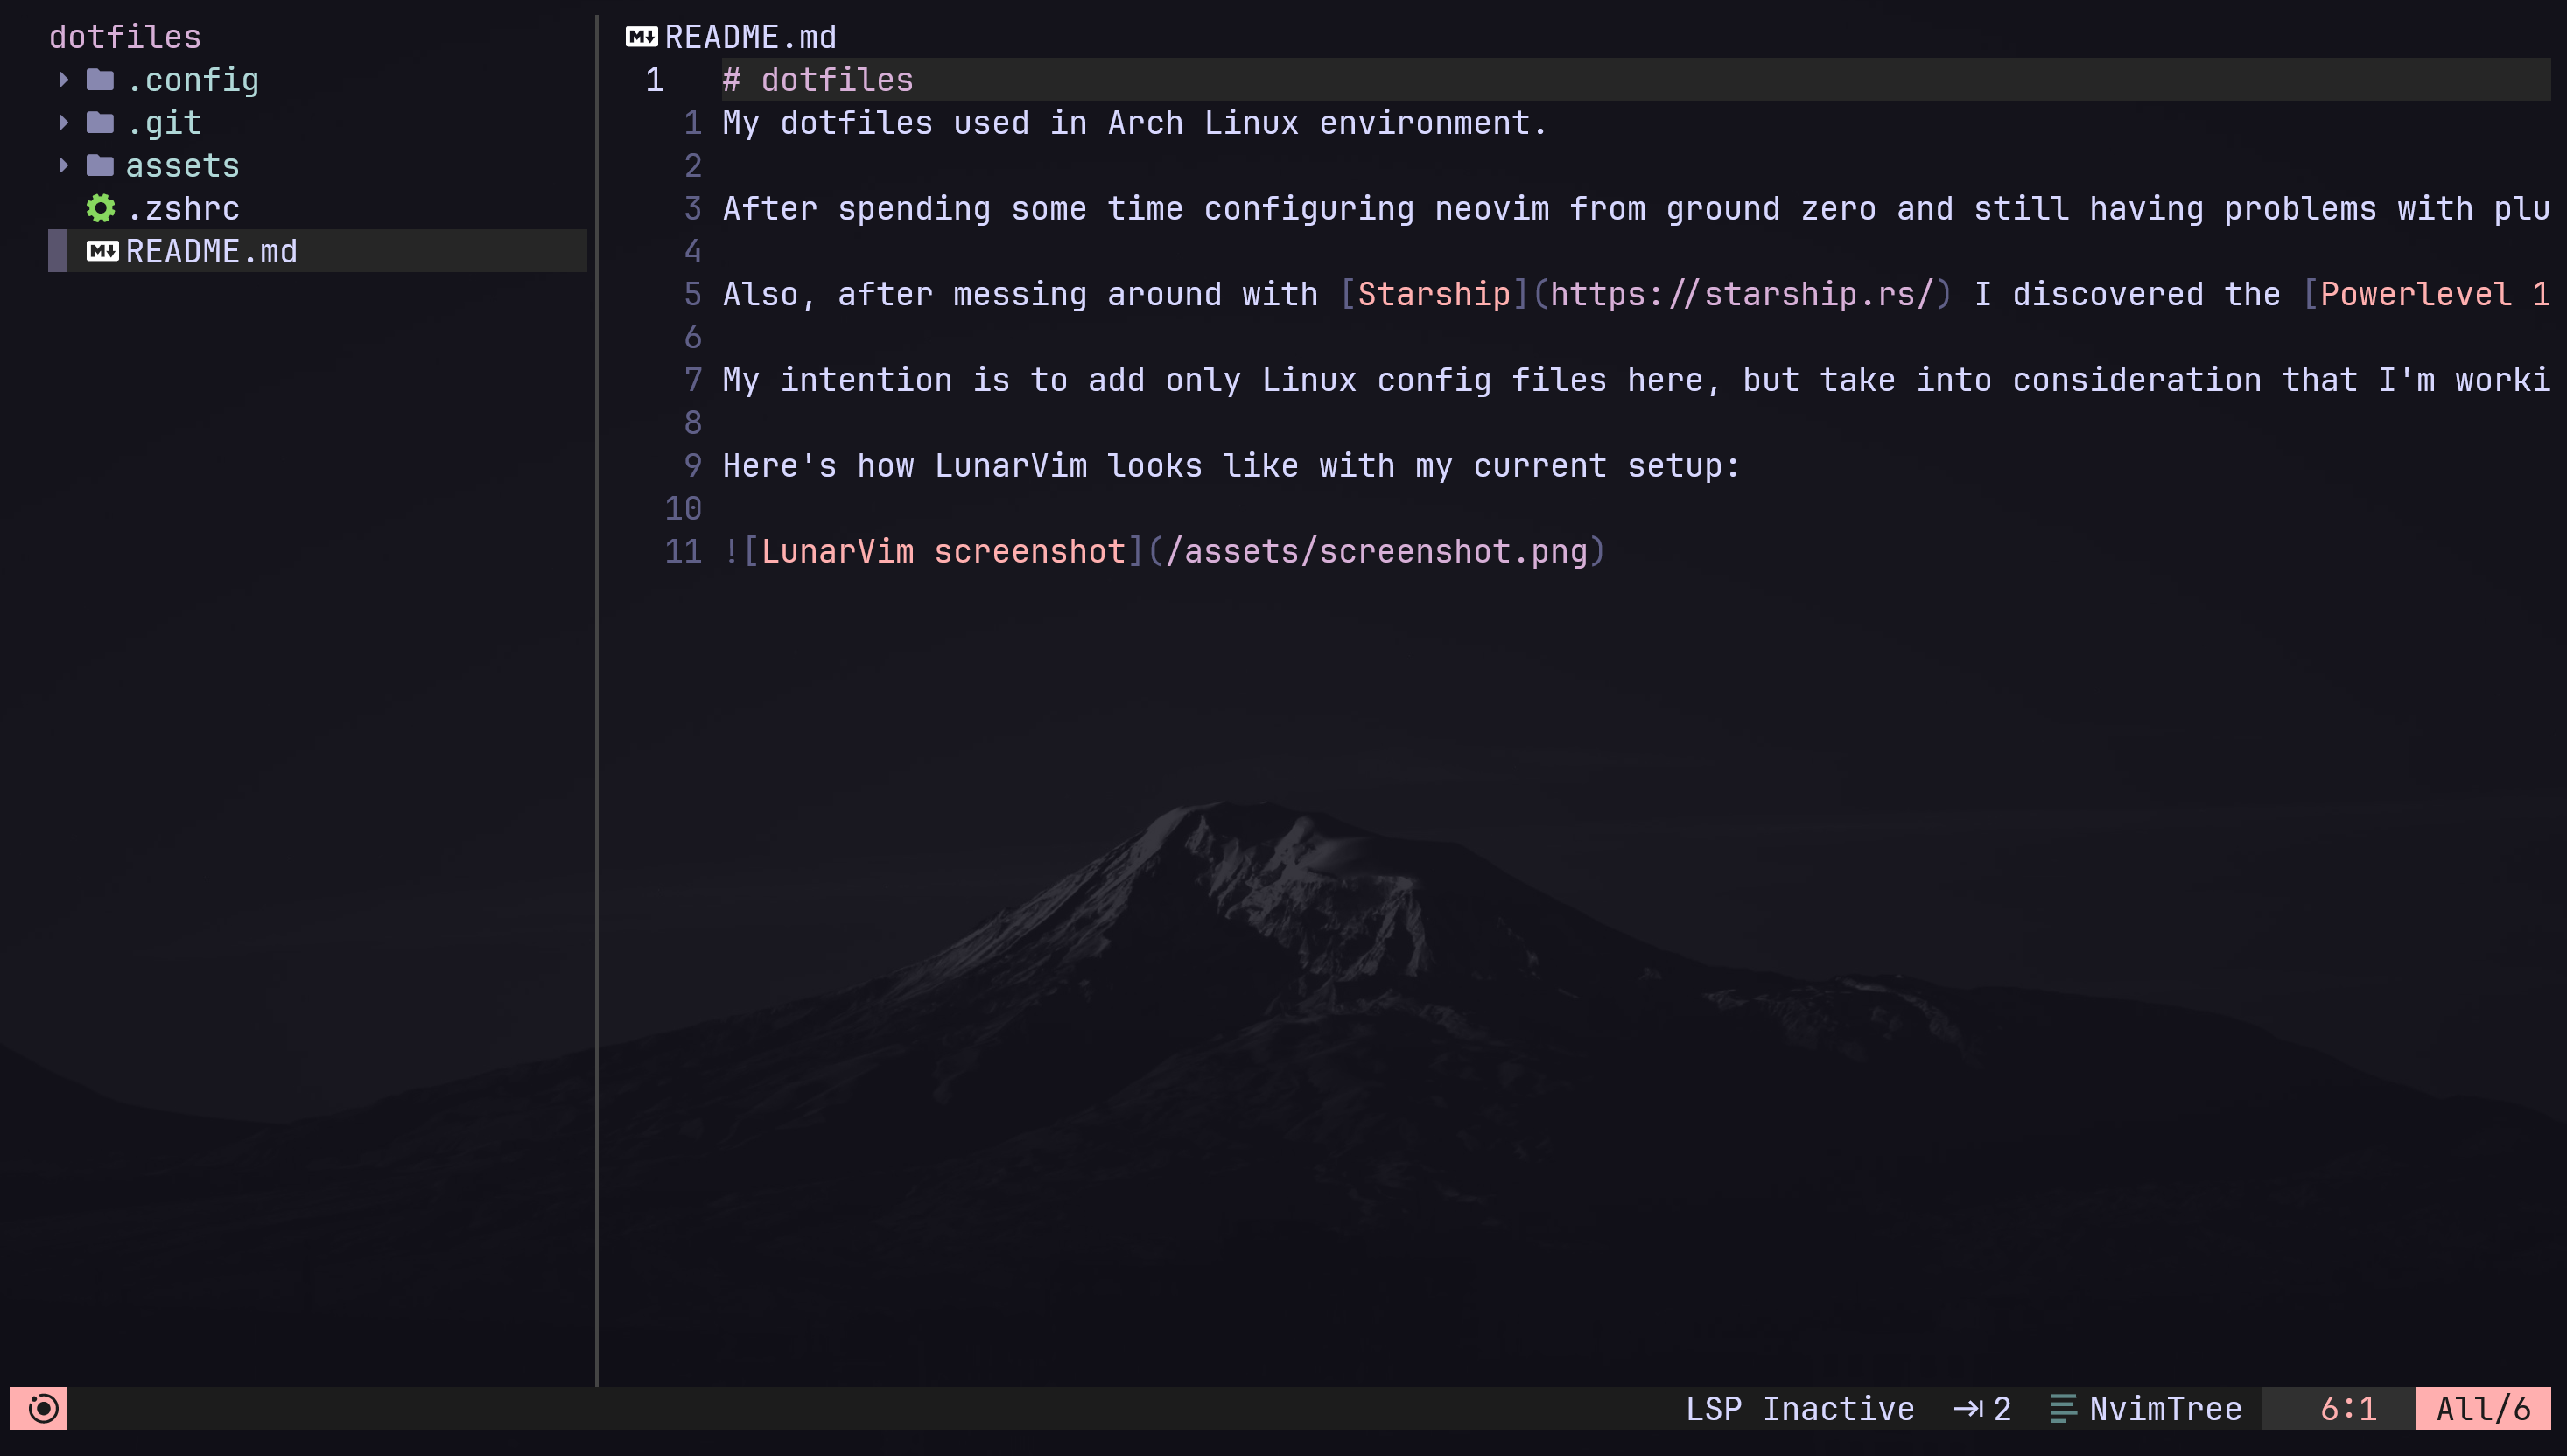 dotfiles
.config
.git
assets
.zshrc
README.md
README.md
1 # dotfiles
1 My dotfiles used in Arch Linux environment.
2
3 After spending some time configuring neovim from ground zero and still having problems with plu
4
5 Also, after messing around with [Starship](https://starship.rs/) I discovered the [Powerlevel 1
6
7 My intention is to add only Linux config files here, but take into consideration that I'm worki
8
9 Here's how LunarVim looks like with my current setup:
10
11 ![LunarVim screenshot](/assets/screenshot.png)
LSP Inactive 2 NvimTree 6:1 All/6